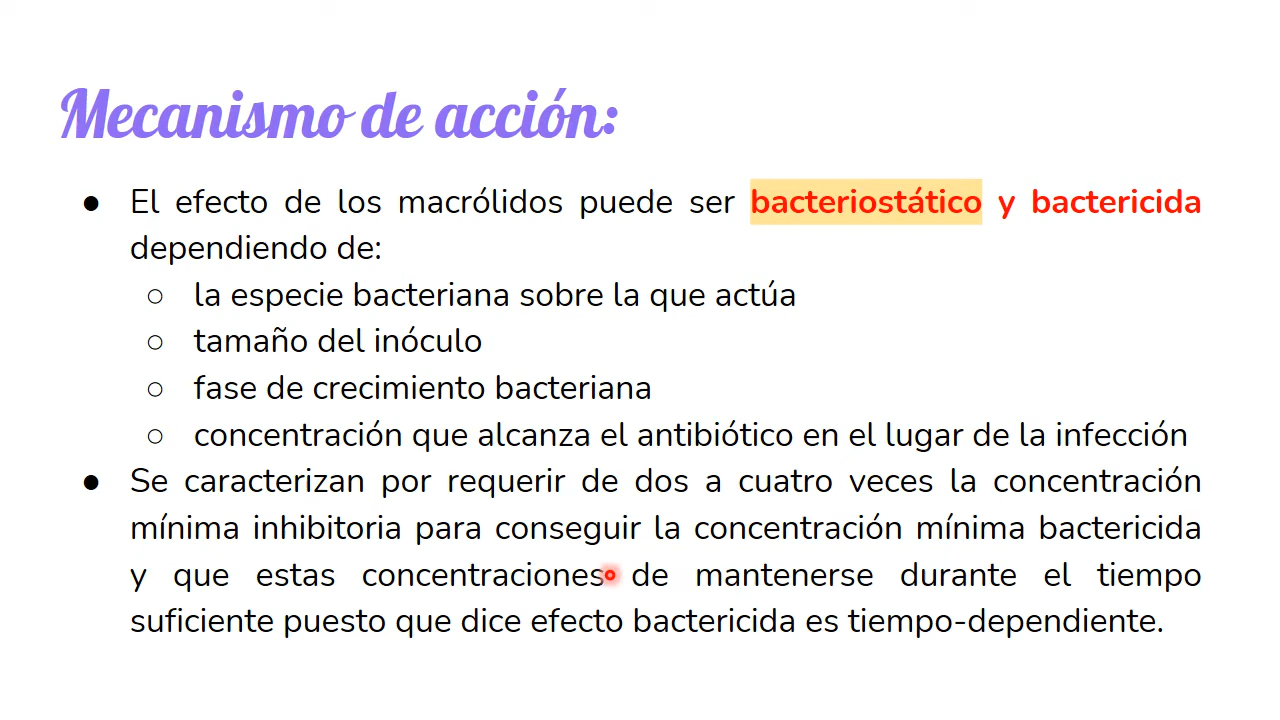 Mecanismo de acción:
● El efecto de los macrólidos puede ser bacteriostático y bactericida
dependiendo de:
○ la especie bacteriana sobre la que actúa
○ tamaño del inóculo
○ fase de crecimiento bacteriana
○ concentración que alcanza el antibiótico en el lugar de la infección
● Se caracterizan por requerir de dos a cuatro veces la concentración
mínima inhibitoria para conseguir la concentración mínima bactericida
y que estas concentraciones de mantenerse durante el tiempo
suficiente puesto que dice efecto bactericida es tiempo-dependiente.